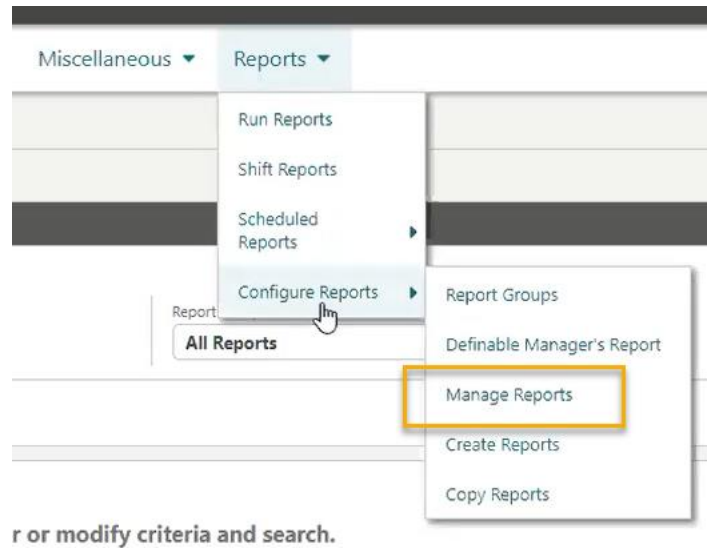 Miscellaneous Reports
Run Reports
Shift Reports
Scheduled
Reports
Configure Reports
Report Groups
Definable Manager's Report
Manage Reports
Create Reports
Copy Reports
Report
All Reports
r or modify criteria and search.